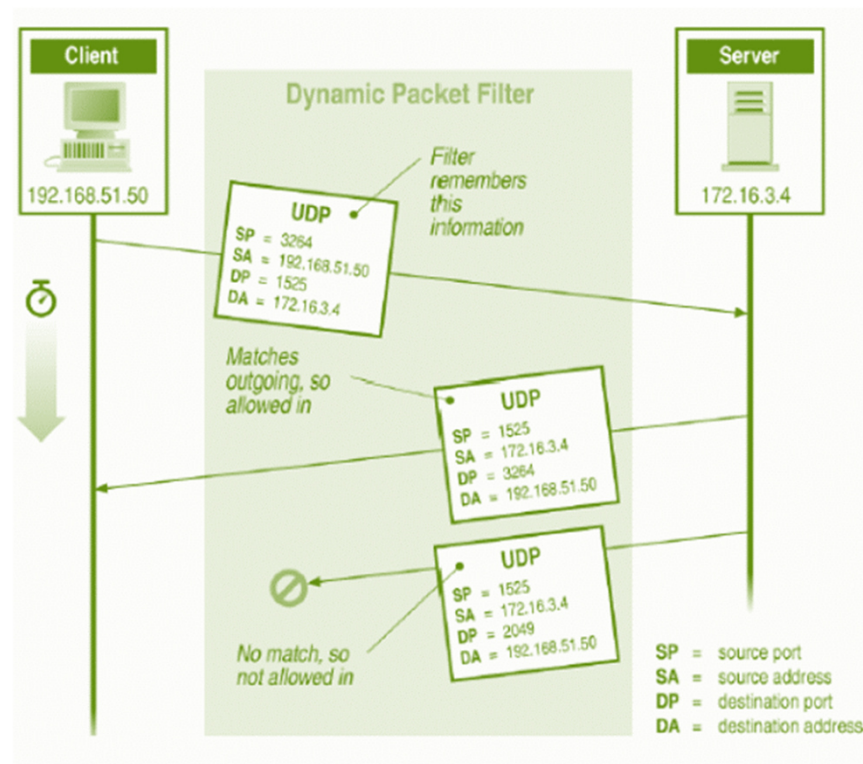 Client
192.168.51.50
Server
172.16.3.4
Dynamic Packet Filter
Filter
remembers
this
information
UDP
SP = 3264
SA = 192.168.51.50
DP = 1525
DA = 172.16.3.4
Matches
outgoing, so
allowed in
UDP
SP = 1525
SA = 172.16.3.4
DP = 3264
DA = 192.168.51.50
UDP
SP = 1525
SA = 172.16.3.4
DP = 2049
DA = 192.168.51.50
No match, so
not allowed in
SP = source port
SA = source address
DP = destination port
DA = destination address